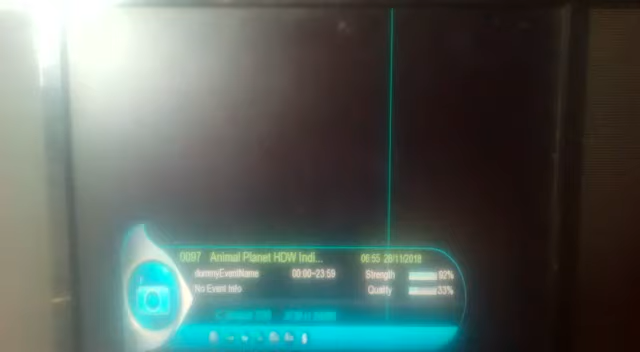 0097 Animal Planet HDW Indi... 06:55 28/11/2018
dummyEventName 00:00~23:59 Strength 92%
No Event Info Quality 33%